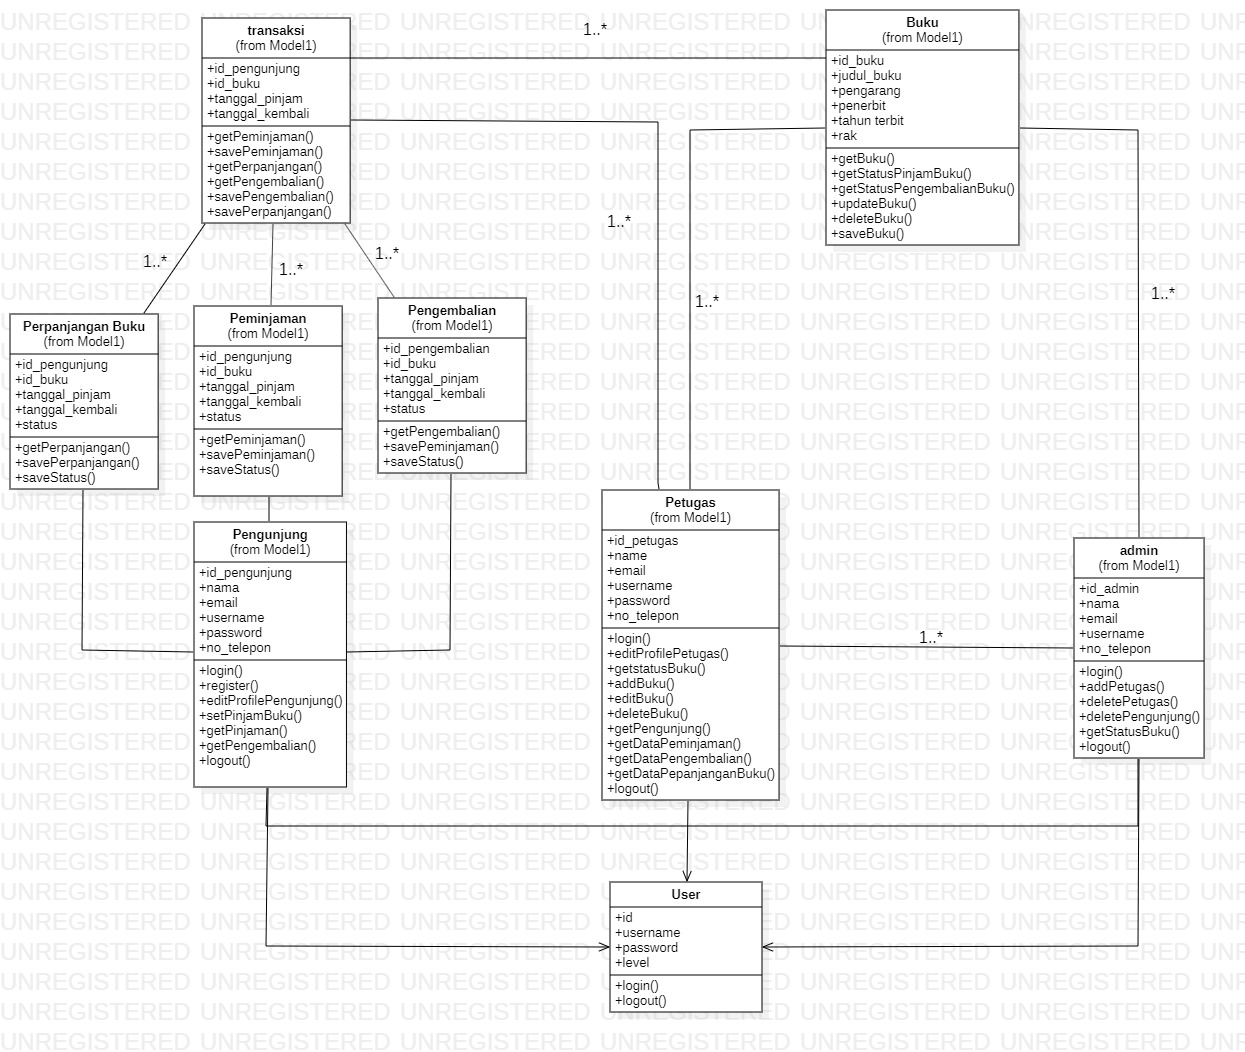 transaksi
(from Model1)
+id_pengunjung
+id_buku
+tanggal_pinjam
+tanggal_kembali
+getPeminjaman()
+savePeminjaman()
+getPerpanjangan()
+getPengembalian()
+savePengembalian()
+savePerpanjangan()
1..*
Buku
(from Model1)
+id_buku
+judul_buku
+pengarang
+penerbit
+tahun terbit
+rak
+getBuku()
+getStatusPinjamBuku()
+getStatusPengembalianBuku()
+updateBuku()
+deleteBuku()
+saveBuku()
1..*
1..*
1..*
1..*
1..*
1..*
Perpanjangan Buku
(from Model1)
+id_pengunjung
+id_buku
+tanggal_pinjam
+tanggal_kembali
+status
+getPerpanjangan()
+savePerpanjangan()
+saveStatus()
Peminjaman
(from Model1)
+id_pengunjung
+id_buku
+tanggal_pinjam
+tanggal_kembali
+status
+getPeminjaman()
+savePeminjaman()
+saveStatus()
Pengembalian
(from Model1)
+id_pengembalian
+id_buku
+tanggal_pinjam
+tanggal_kembali
+status
+getPengembalian()
+savePeminjaman()
+saveStatus()
Pengunjung
(from Model1)
+id_pengunjung
+nama
+email
+username
+password
+no_telepon
+login()
+register()
+editProfilePengunjung()
+setPinjamBuku()
+getPinjaman()
+getPengembalian()
+logout()
Petugas
(from Model1)
+id_petugas
+name
+email
+username
+password
+no_telepon
+login()
+editProfilePetugas()
+getstatusBuku()
+addBuku()
+editBuku()
+deleteBuku()
+getPengunjung()
+getDataPeminjaman()
+getDataPengembalian()
+getDataPepanjanganBuku()
+logout()
1..*
admin
(from Model1)
+id_admin
+nama
+email
+username
+no_telepon
+login()
+addPetugas()
+deletePetugas()
+deletePengunjung()
+getStatusBuku()
+logout()
User
+id
+username
+password
+level
+login()
+logout()
UNREGISTERED